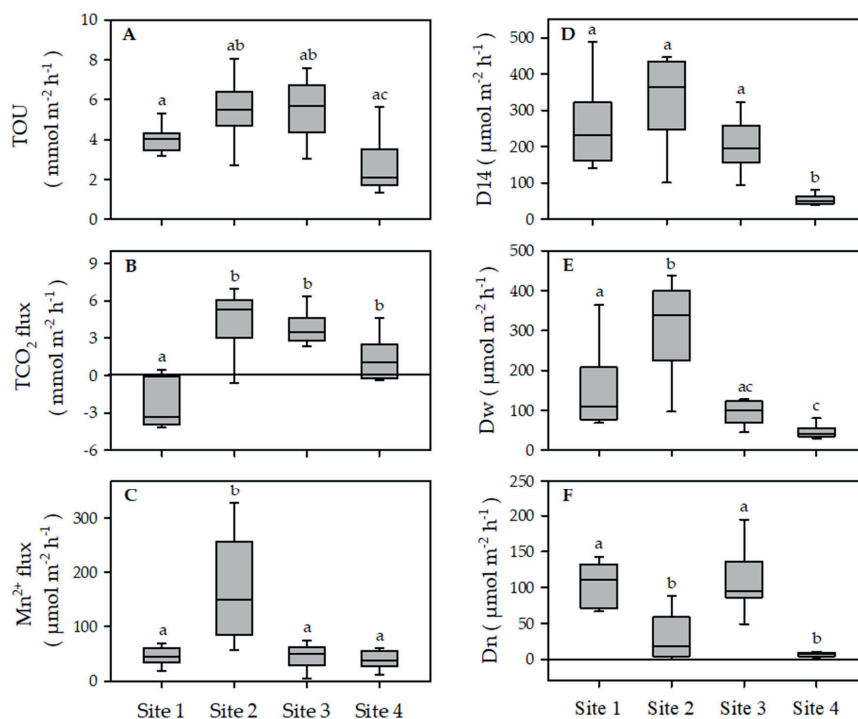 A
TOU
( mmol m-2 h-1 )
10
8
6
4
2
0
a
ab
ab
ac
B
TCO2 flux
( mmol m-2 h-1 )
9
6
3
0
-3
-6
a
b
b
b
C
Mn2+ flux
( µmol m-2 h-1 )
300
200
100
0
a
b
a
a
Site 1 Site 2 Site 3 Site 4
D
D14 ( µmol m-2 h-1 )
500
400
300
200
100
0
a
a
a
b
E
Dw ( µmol m-2 h-1 )
500
400
300
200
100
0
a
b
ac
c
F
Dn ( µmol m-2 h-1 )
250
200
150
100
50
0
a
b
a
b
Site 1 Site 2 Site 3 Site 4